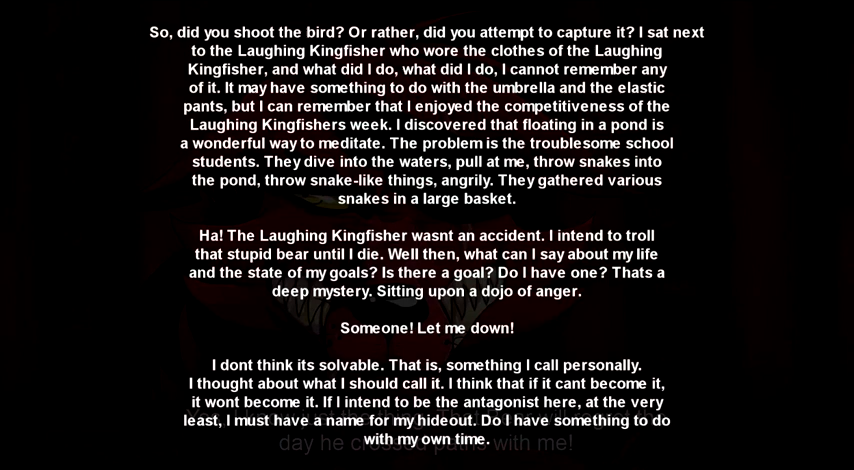 So, did you shoot the bird? Or rather, did you attempt to capture it? I sat next
to the Laughing Kingfisher who wore the clothes of the Laughing
Kingfisher, and what did I do, what did I do, I cannot remember any
of it. It may have something to do with the umbrella and the elastic
pants, but I can remember that I enjoyed the competitiveness of the
Laughing Kingfishers week. I discovered that floating in a pond is
a wonderful way to meditate. The problem is the troublesome school
students. They dive into the waters, pull at me, throw snakes into
the pond, throw snake-like things, angrily. They gathered various
snakes in a large basket.
Ha! The Laughing Kingfisher wasnt an accident. I intend to troll
that stupid bear until I die. Well then, what can I say about my life
and the state of my goals? Is there a goal? Do I have one? Thats a
deep mystery. Sitting upon a dojo of anger.
Someone! Let me down!
I dont think its solvable. That is, something I call personally.
I thought about what I should call it. I think that if it cant become it,
it wont become it. If I intend to be the antagonist here, at the very
least, I must have a name for my hideout. Do I have something to do
with my own time.
day he crossed paths with me!